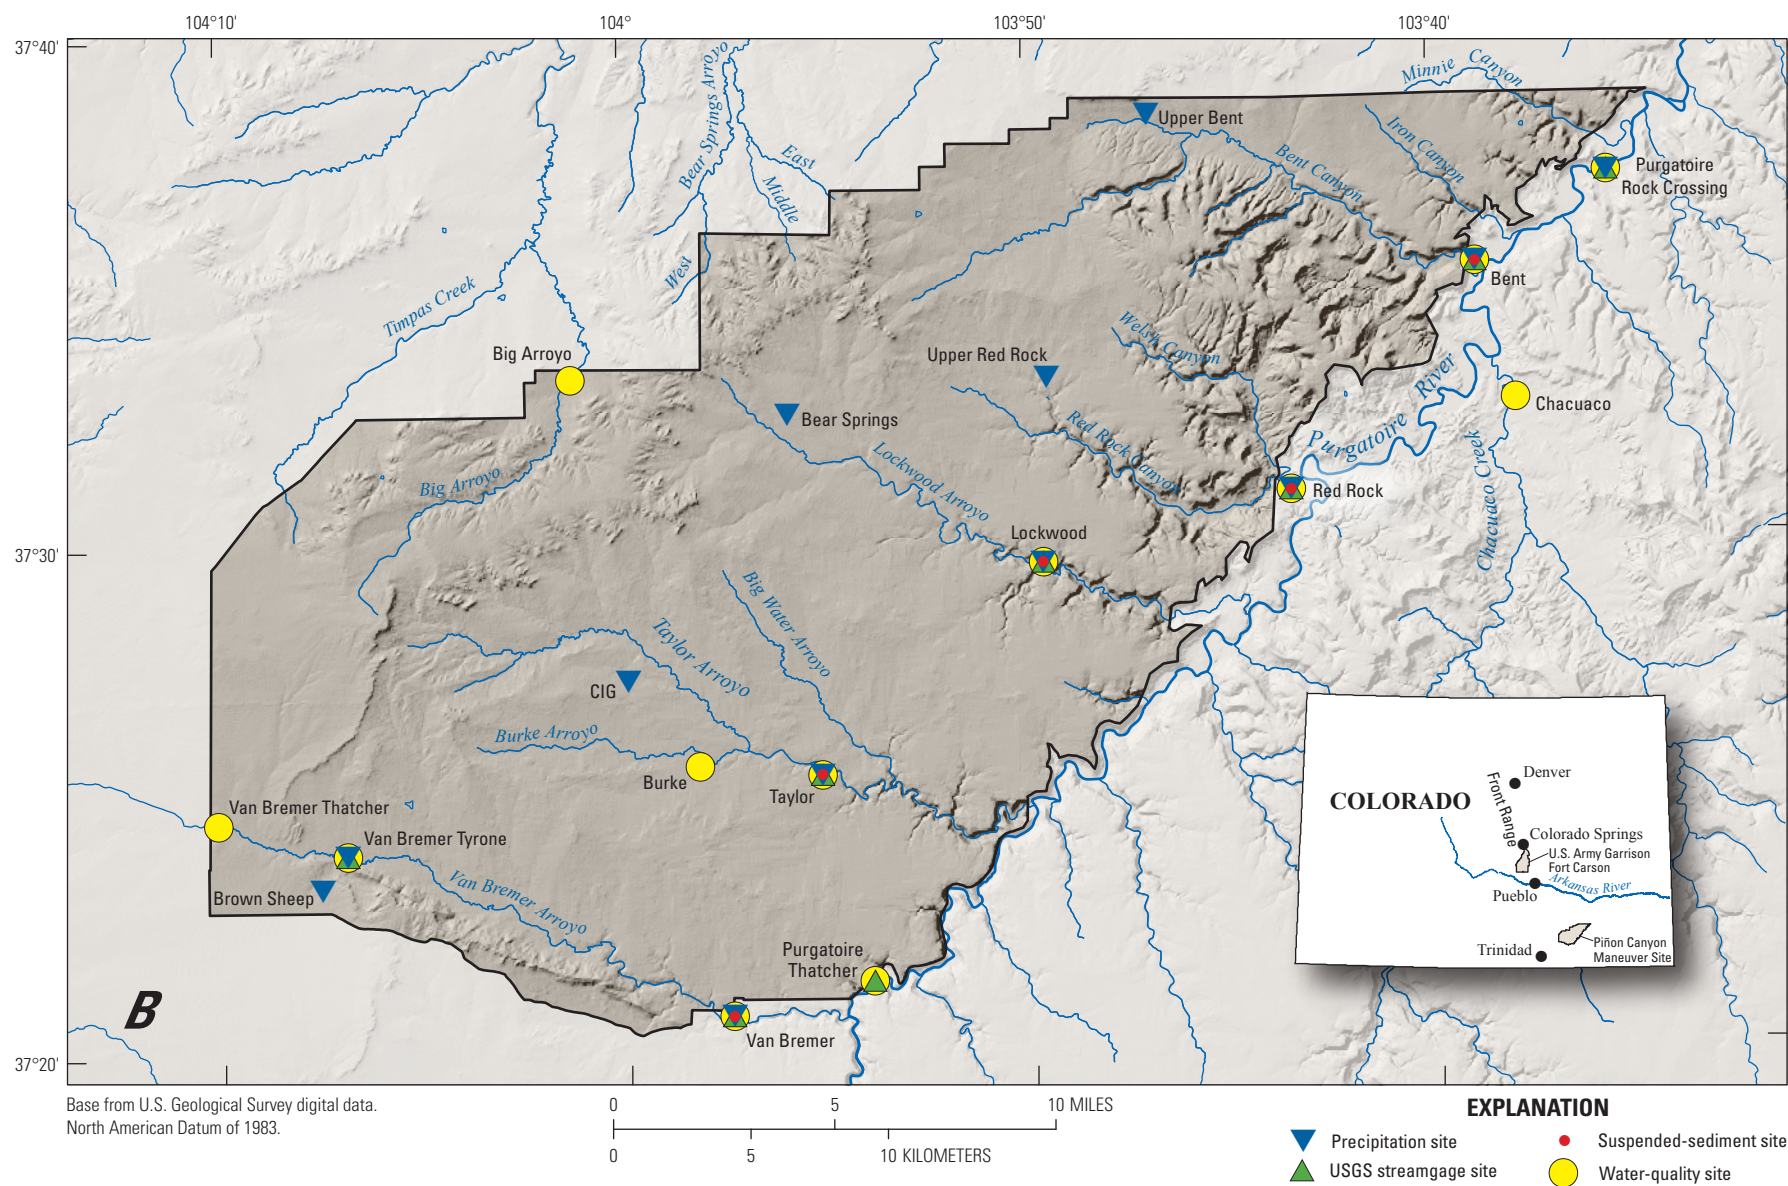 104°10'
104°
103°50'
103°40'
37°40'
37°30'
37°20'
Minnie Canyon
Bear Springs Arroyo
Upper Bent
Iron Canyon
East
Bent Canyon
Purgatoire
Rock Crossing
Middle
West
Bent
Timpas Creek
Welsh Canyon
Big Arroyo
Upper Red Rock
Purgatoire River
Chacuaco
Bear Springs
Red Rock Canyon
Lockwood Arroyo
Chacuaco Creek
Big Arroyo
Red Rock
Lockwood
Big Water Arroyo
Taylor Arroyo
CIG
Burke Arroyo
Burke
Taylor
Van Bremer Thatcher
Van Bremer Tyrone
Van Bremer Arroyo
Brown Sheep
Purgatoire
Thatcher
Van Bremer
B
Denver
Front Range
COLORADO
Colorado Springs
U.S. Army Garrison
Fort Carson
Arkansas River
Pueblo
Piñon Canyon
Maneuver Site
Trinidad
Base from U.S. Geological Survey digital data.
North American Datum of 1983.
0 5 10 MILES
0 5 10 KILOMETERS
EXPLANATION
Precipitation site
Suspended-sediment site
USGS streamgage site
Water-quality site